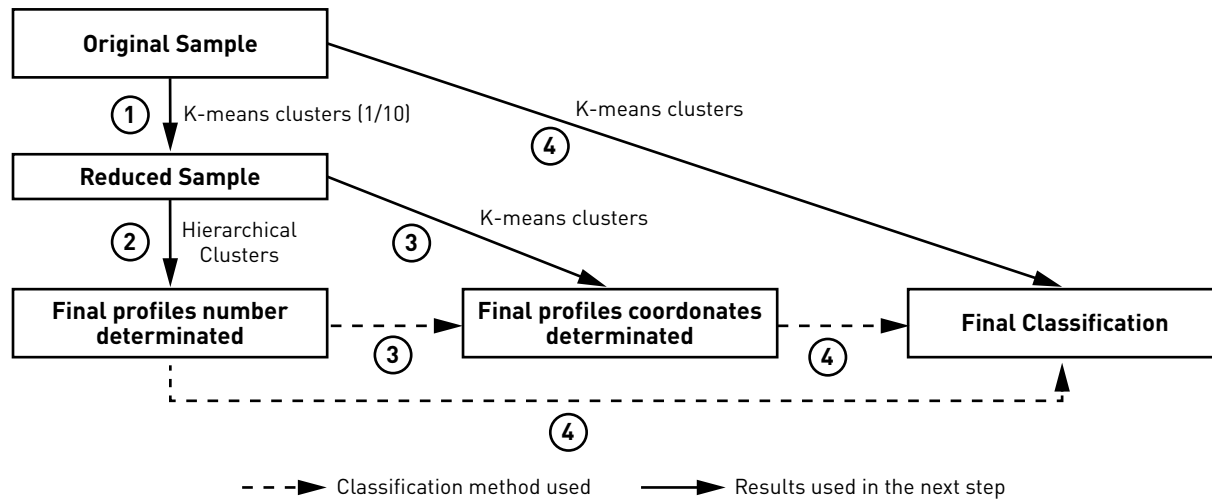 Original Sample
1
K-means clusters (1/10)
K-means clusters
4
Reduced Sample
2
Hierarchical
Clusters
3
K-means clusters
Final profiles number
determinated
3
Final profiles coordonates
determinated
4
Final Classification
4
Classification method used
Results used in the next step